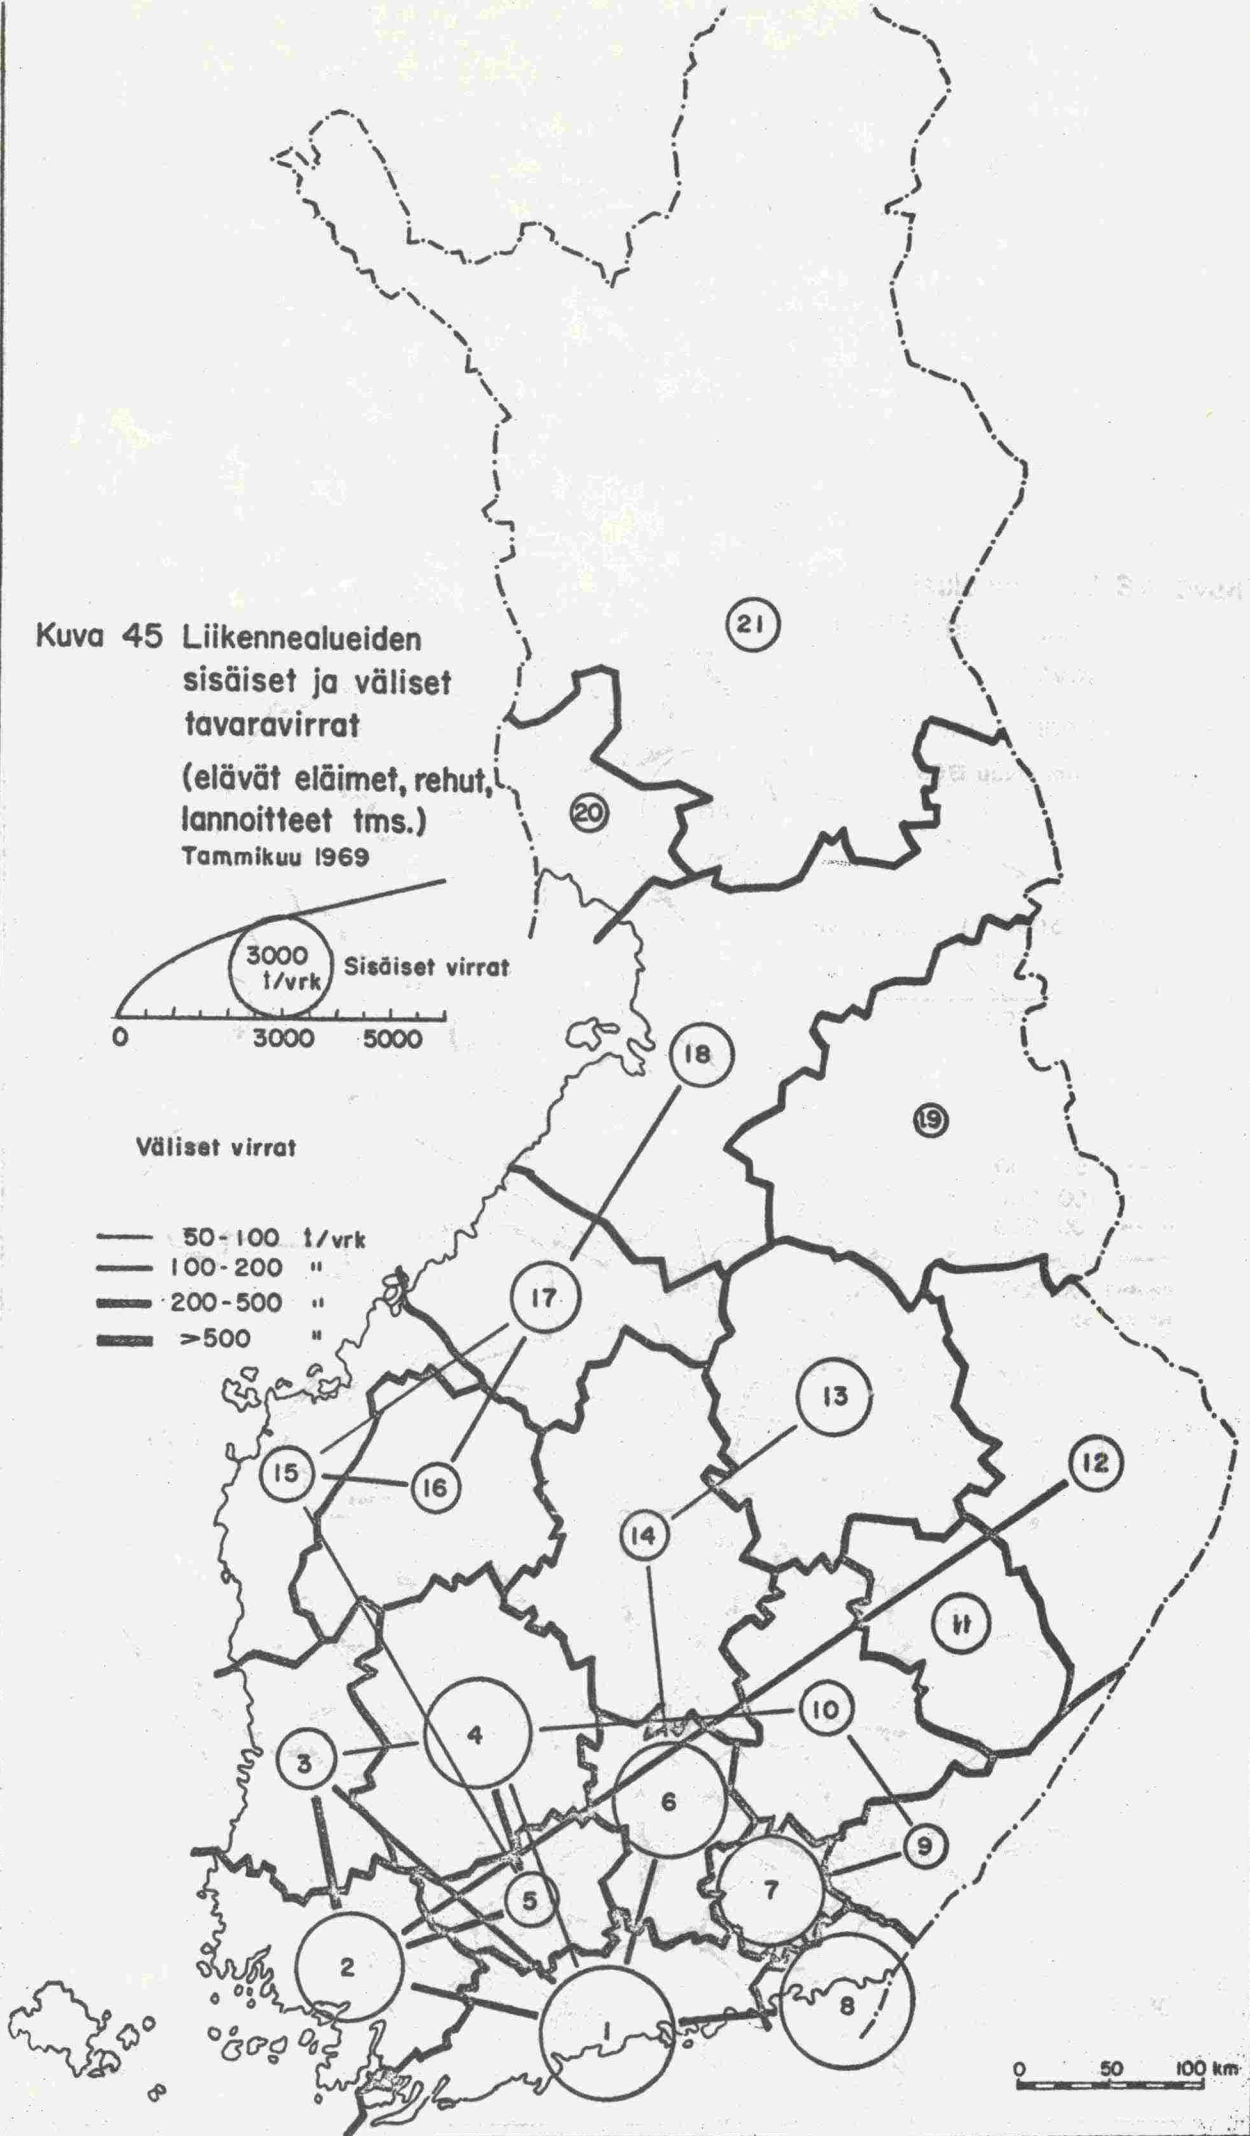 Kuva 45 Liikennealueiden
sisäiset ja väliset
tavaravirrat
(elävät eläimet, rehut,
lannoitteet tms.)
Tammikuu 1969
3000
t/vrk
Sisäiset virrat
0 3000 5000
Väliset virrat
50-100 t/vrk
100-200 "
200-500 "
>500 "
21
20
18
19
17
13
12
15
16
14
11
10
4
3
6
9
7
5
2
8
1
0 50 100 km